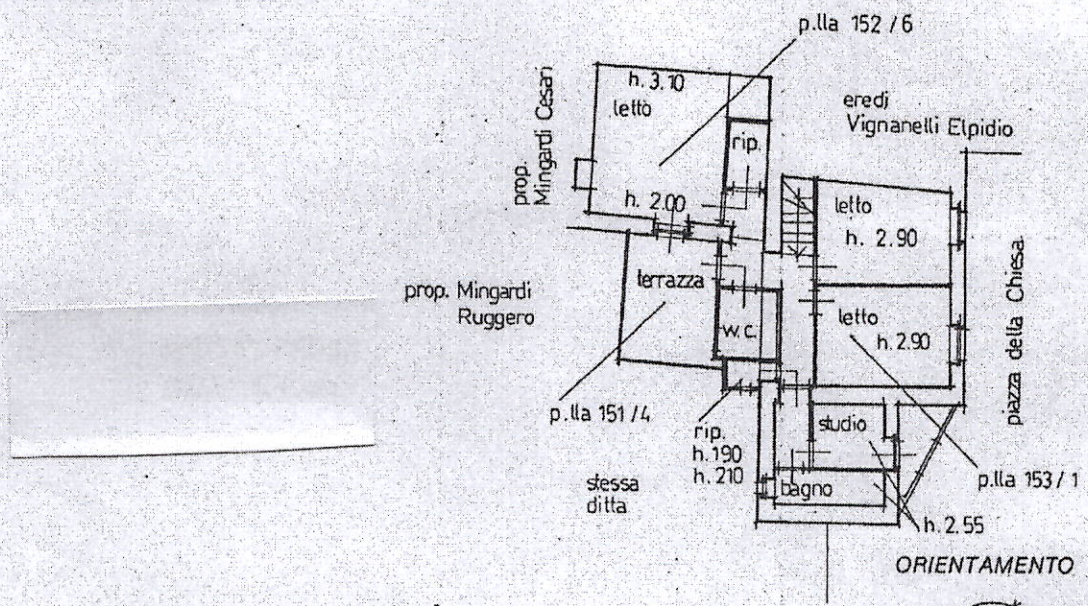 p.lla 152 / 6
prop.
Mingardi Cesari
h. 3.10
letto
eredi
Vignanelli Elpidio
rip.
h. 2.00
letto
h. 2.90
prop. Mingardi
Ruggero
terrazza
w.c.
letto
h. 2.90
piazza della Chiesa
p.lla 151 / 4
rip.
h. 190
h. 210
studio
stessa
ditta
bagno
p.lla 153 / 1
h. 2.55
ORIENTAMENTO